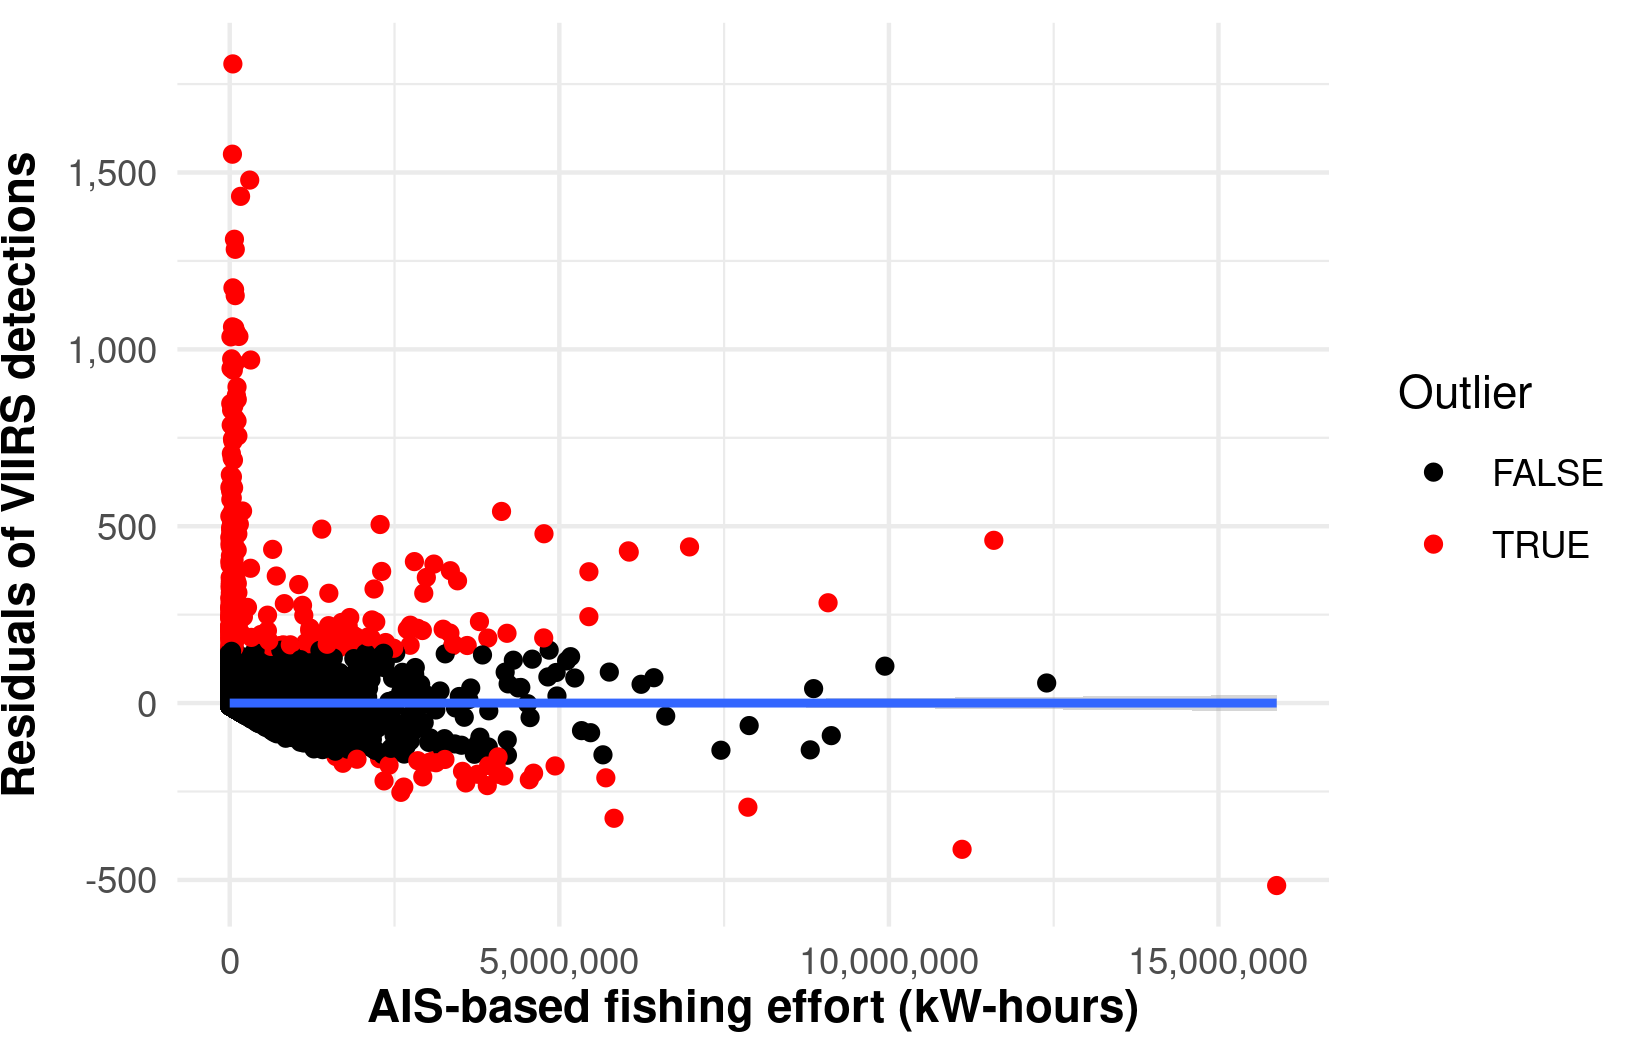 Residuals of VIIRS detections
1,500
1,000
500
0
-500
0
5,000,000
10,000,000
15,000,000
AIS-based fishing effort (kW-hours)
Outlier
FALSE
TRUE